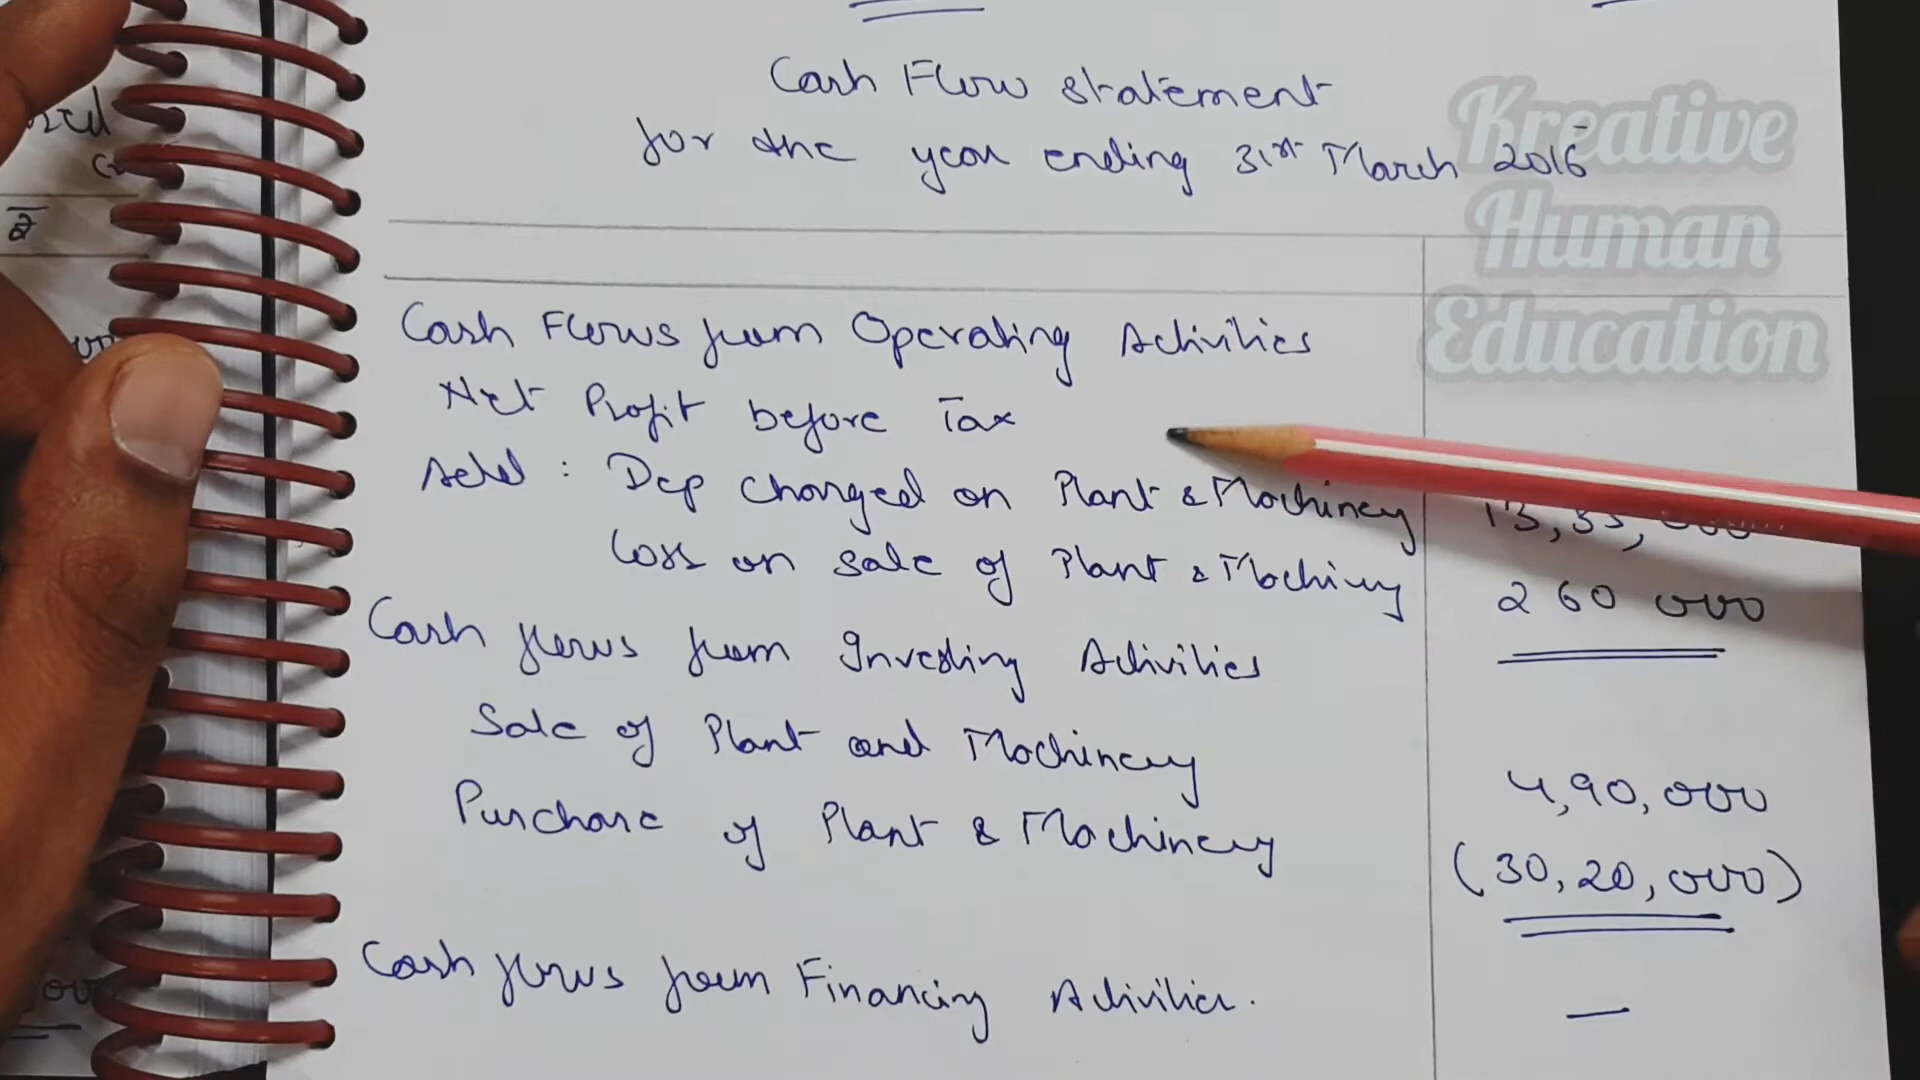 Cash Flow Statement
for the year ending 31st March 2016
Kreative
Human
Education
Cash Flows from Operating Activities
Net Profit before Tax
Add : Dep charged on Plant & Machinery
Loss on sale of Plant & Machinery 260 000
Cash flows from Investing Activities
Sale of Plant and Machinery 4,90,000
Purchase of Plant & Machinery (30,20,000)
Cash flows from Financing Activities. —